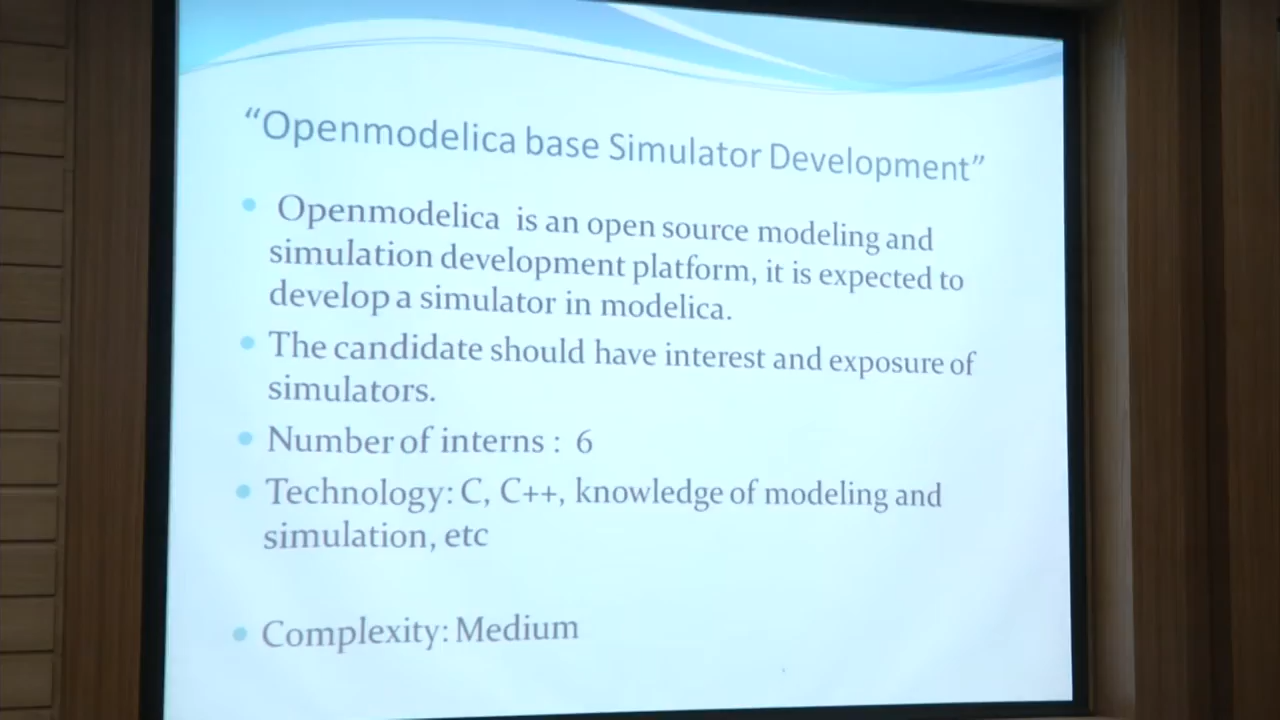 “Openmodelica base Simulator Development”
• Openmodelica is an open source modeling and
simulation development platform, it is expected to
develop a simulator in modelica.
• The candidate should have interest and exposure of
simulators.
• Number of interns : 6
• Technology: C, C++, knowledge of modeling and
simulation, etc
• Complexity: Medium